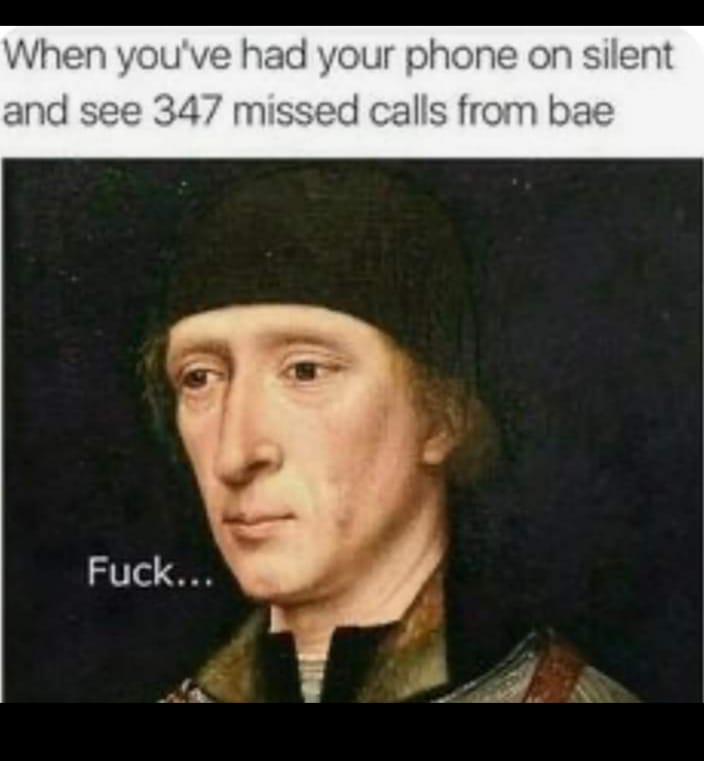 When you've had your phone on silent
and see 347 missed calls from bae
Fuck...